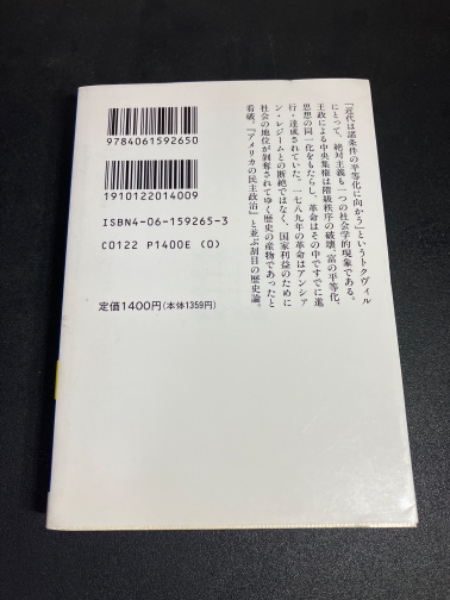 9784061592650
1910122014009
ISBN4-06-159265-3
C0122 P1400E (0)
定価1400円(本体1359円)
「近代は諸条件の平等化に向かう」というトクヴィル
にとって、絶対主義も一つの社会学的現象である。
王政による中央集権は階級秩序の破壊、富の平等化、
思想の同一化をもたらし、革命はその中ですでに進
行・達成されていた。一七八九年の革命はアンシァ
ン・レジームとの断絶ではなく、国家利益のために
社会の地位が剝奪されてゆく歴史の産物であったと
看破。『アメリカの民主政治』と並ぶ刮目の歴史論。